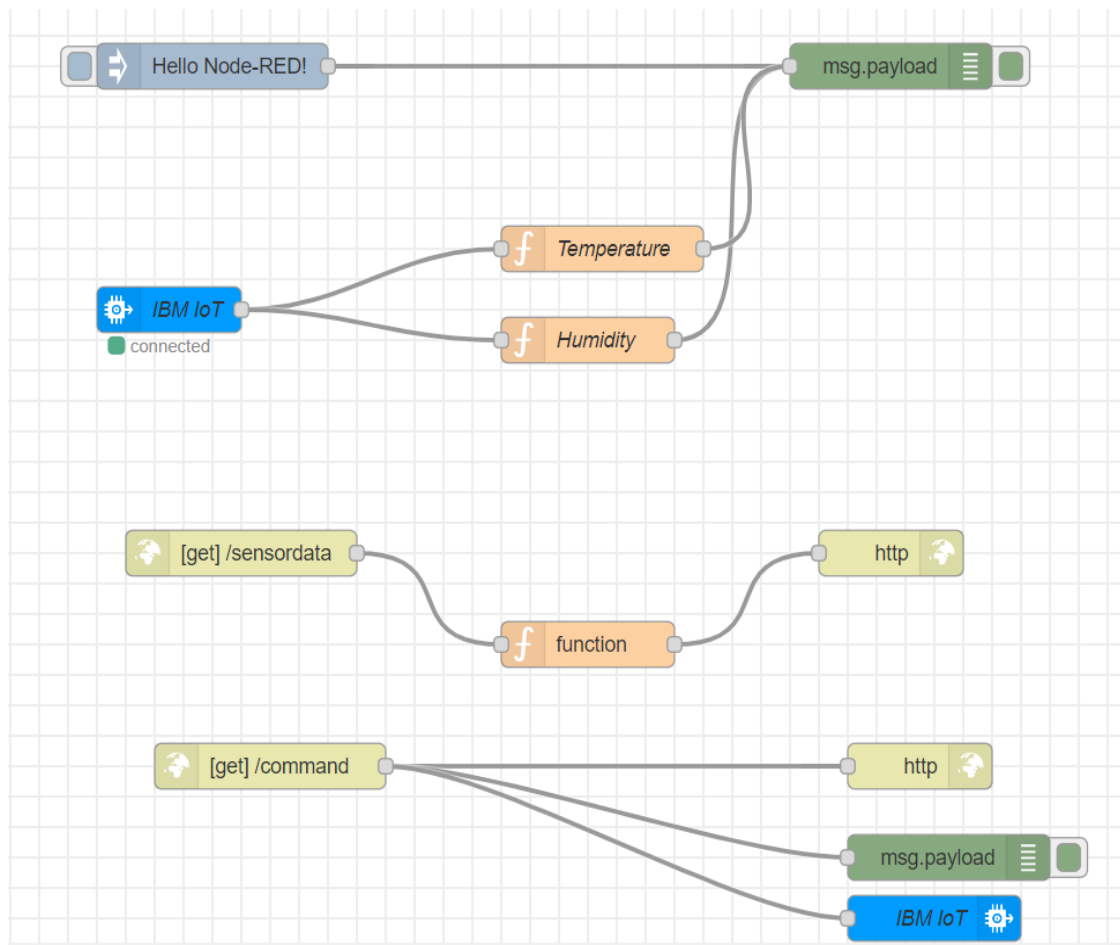 Hello Node-RED!
msg.payload
Temperature
IBM IoT
connected
Humidity
[get] /sensordata
http
function
[get] /command
http
msg.payload
IBM IoT